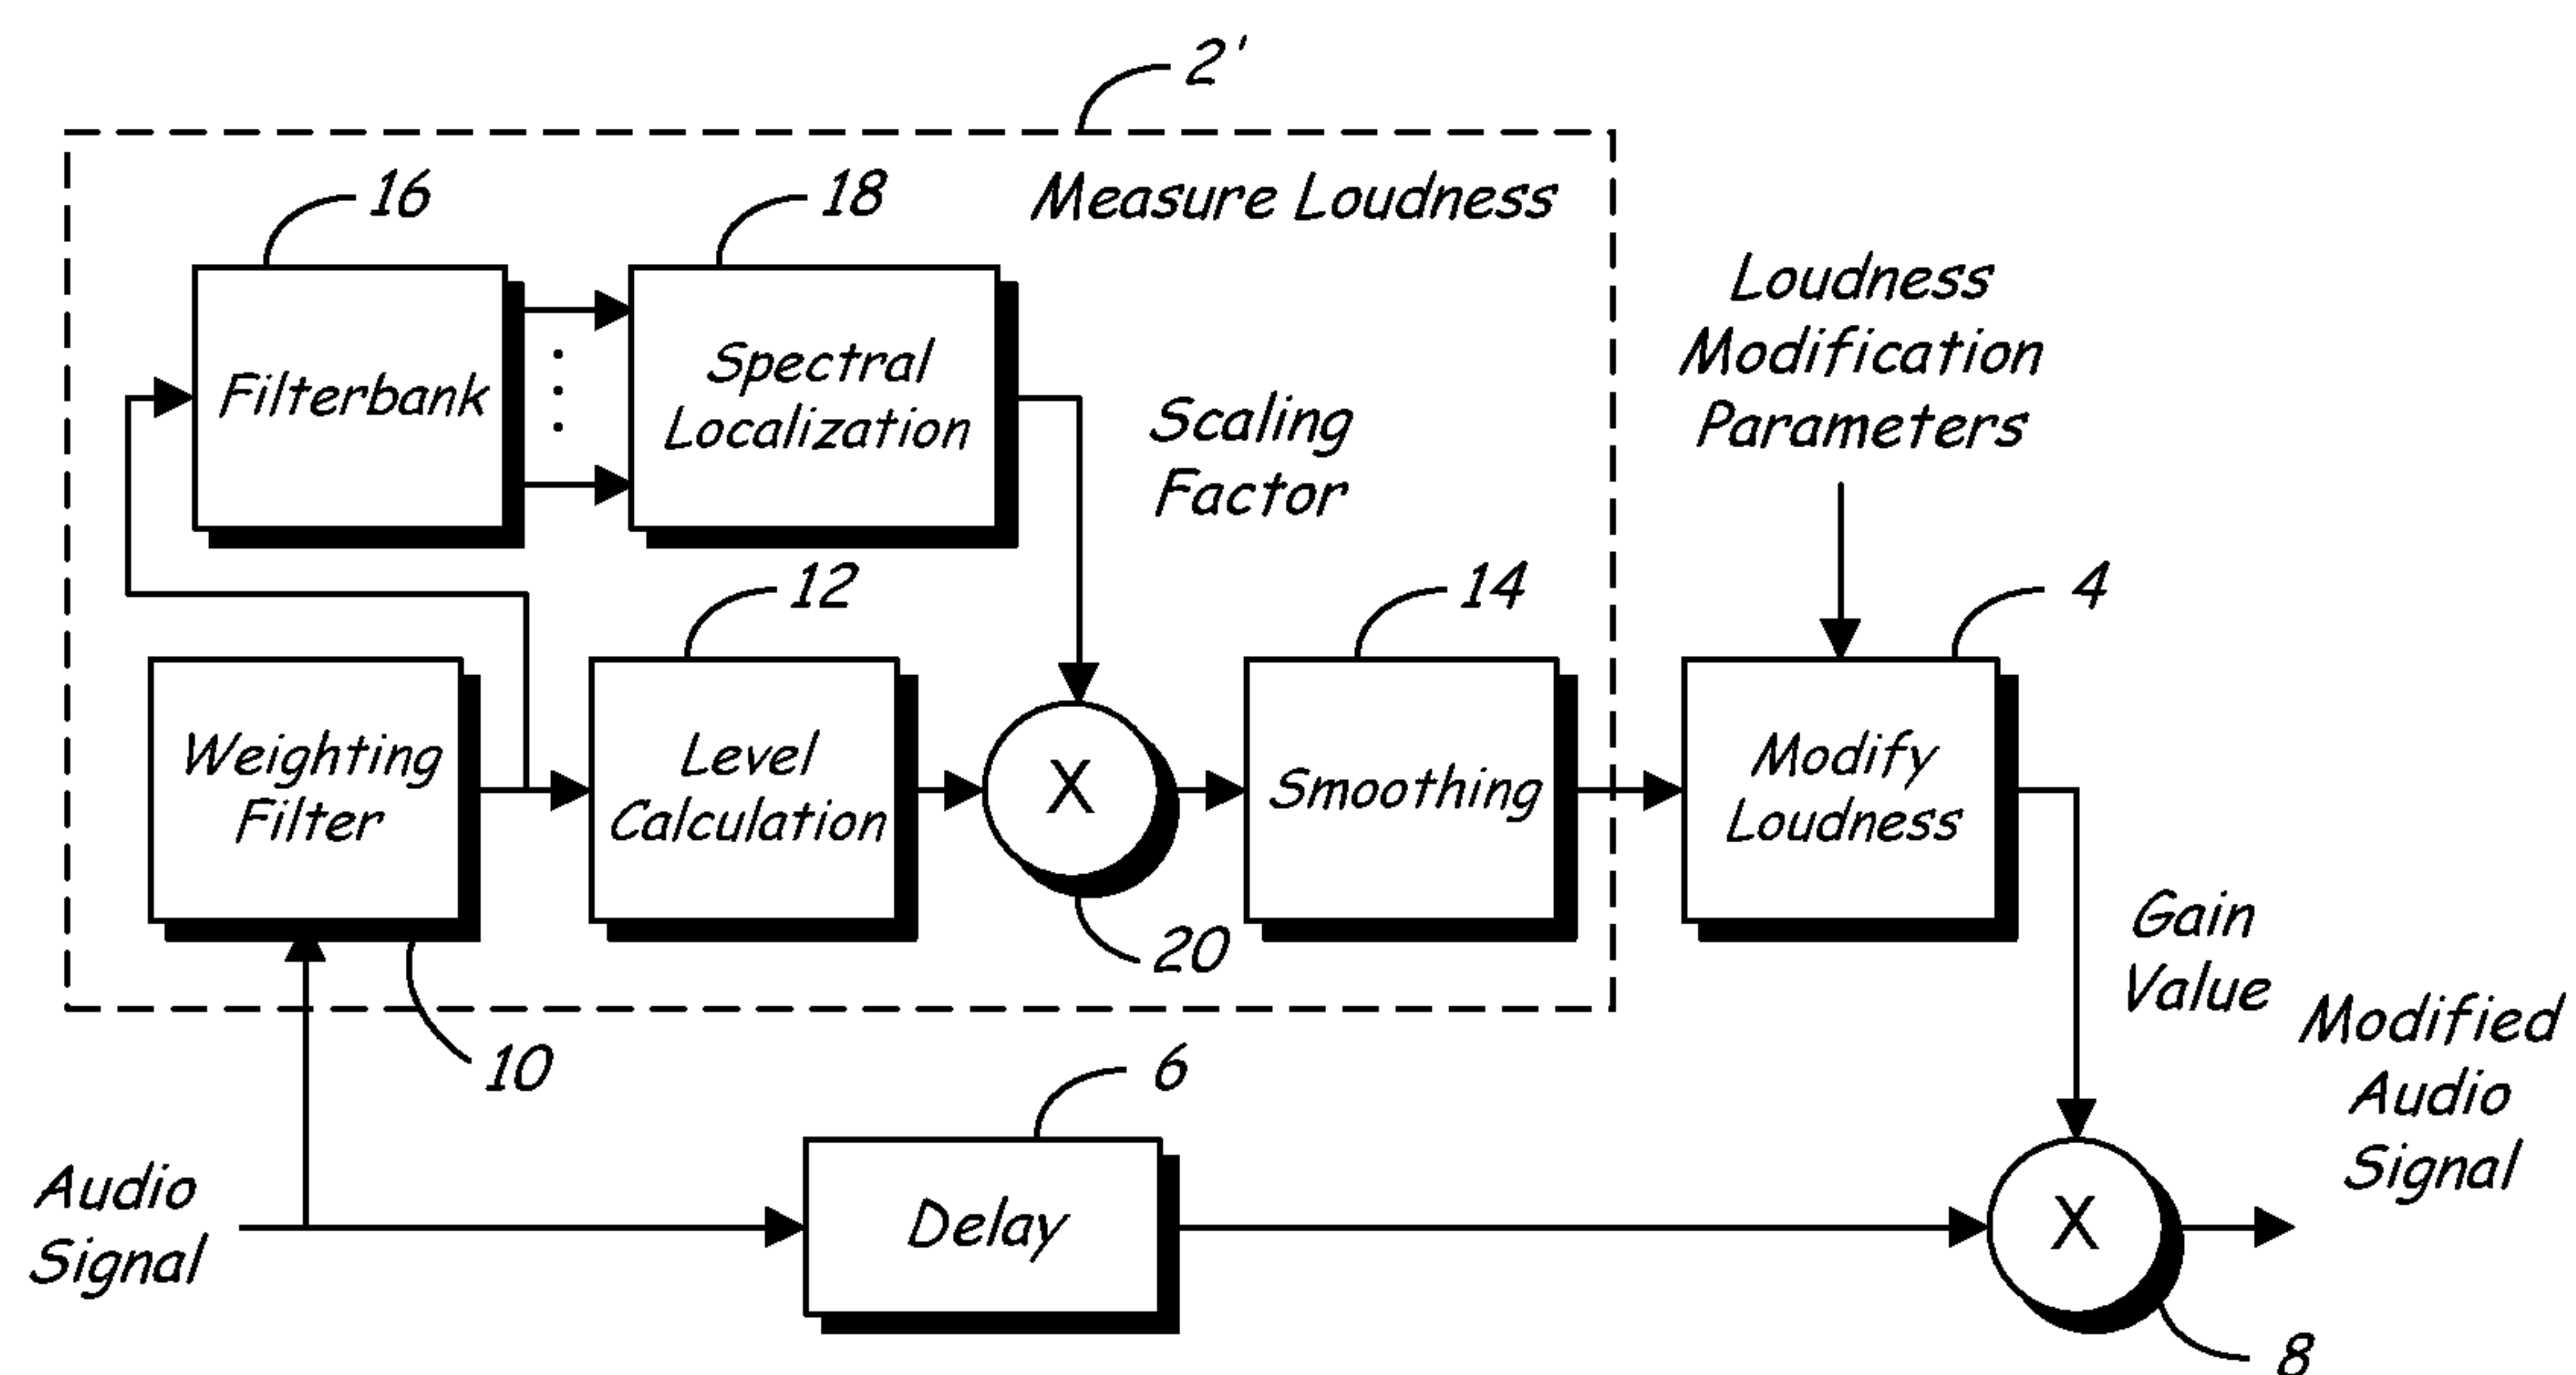 2'
Measure Loudness
16
18
Filterbank
Spectral
Localization
Scaling
Factor
Loudness
Modification
Parameters
12
14
4
Weighting
Filter
Level
Calculation
X
Smoothing
Modify
Loudness
20
10
Gain
Value
Modified
Audio
Signal
6
Audio
Signal
Delay
X
8